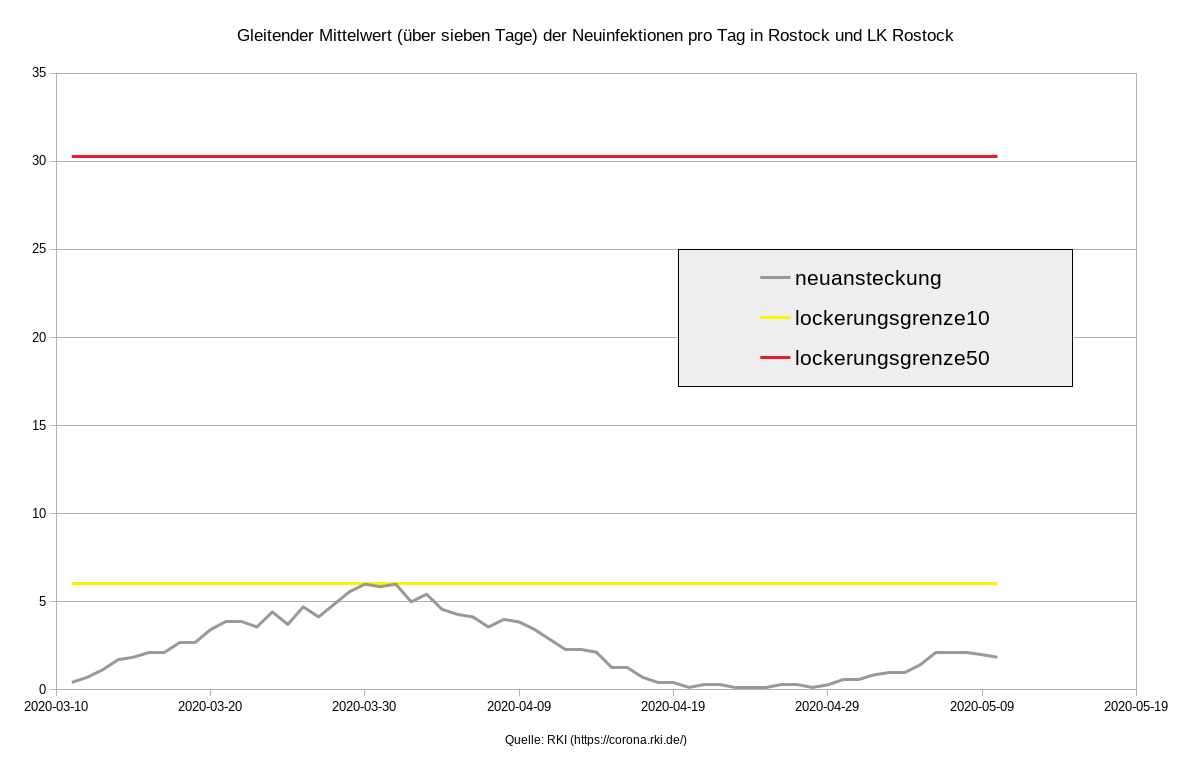 Gleitender Mittelwert (über sieben Tage) der Neuinfektionen pro Tag in Rostock und LK Rostock
35
30
25
neuansteckung
lockerungsgrenze10
20
lockerungsgrenze50
15
10
5
0
2020-03-10 2020-03-20 2020-03-30 2020-04-09 2020-04-19 2020-04-29 2020-05-09 2020-05-19
Quelle: RKI (https://corona.rki.de/)